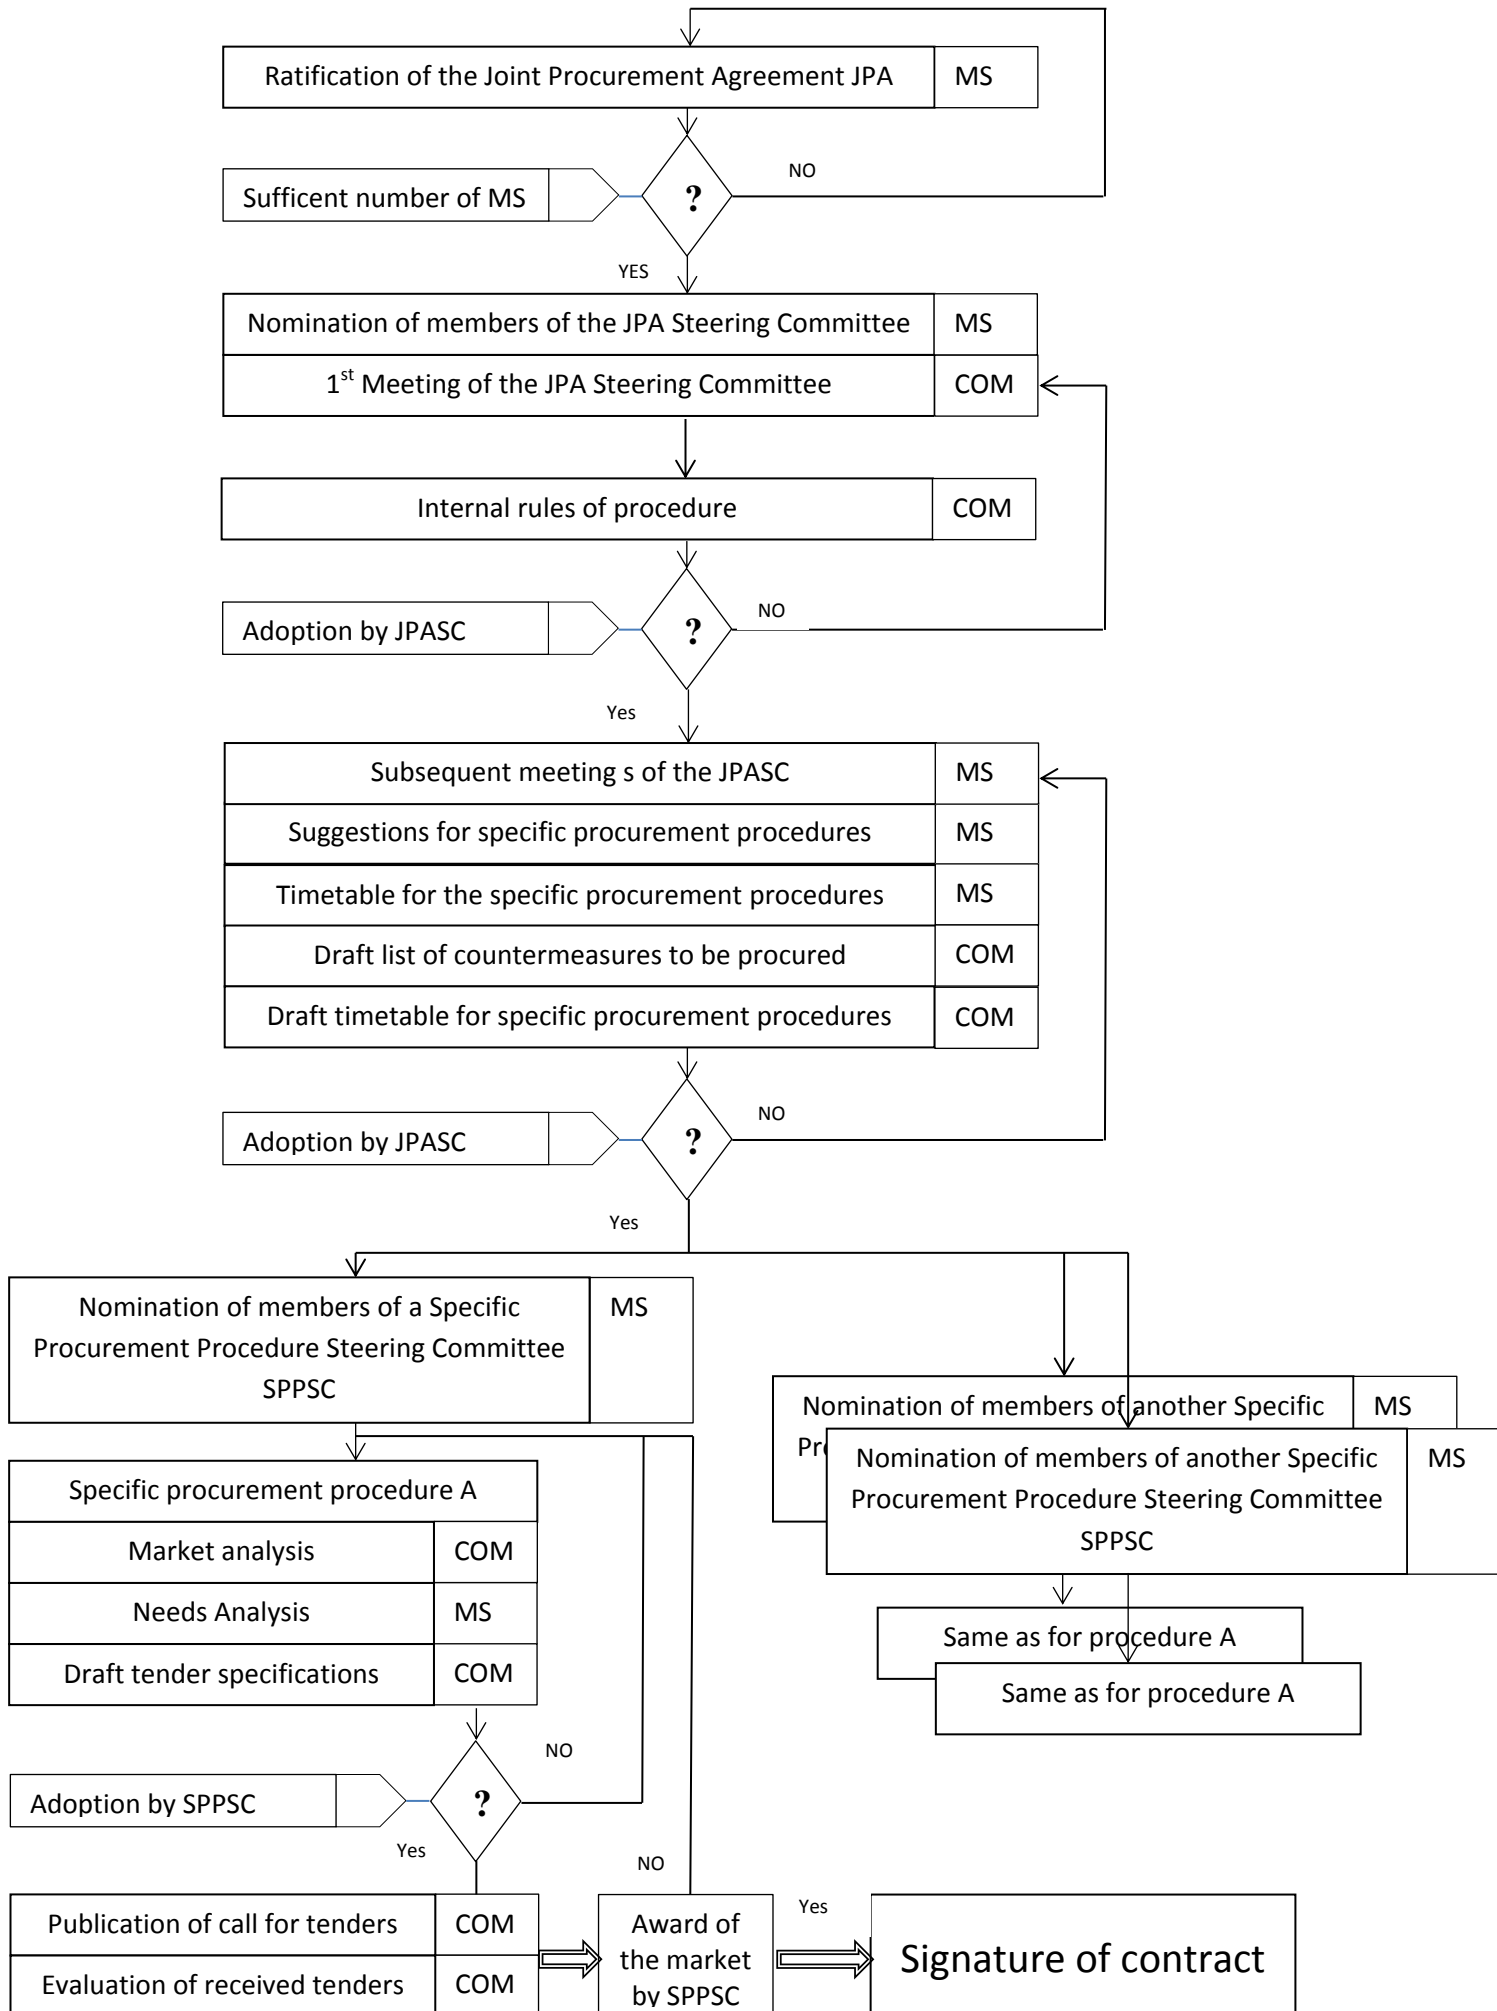 Ratification of the Joint Procurement Agreement JPA MS
NO
Sufficent number of MS
?
YES
Nomination of members of the JPA Steering Committee MS
1st Meeting of the JPA Steering Committee COM
Internal rules of procedure COM
NO
Adoption by JPASC
?
Yes
Subsequent meeting s of the JPASC MS
Suggestions for specific procurement procedures MS
Timetable for the specific procurement procedures MS
Draft list of countermeasures to be procured COM
Draft timetable for specific procurement procedures COM
NO
Adoption by JPASC
?
Yes
Nomination of members of a Specific MS
Procurement Procedure Steering Committee
SPPSC
Nomination of members of another Specific MS
Nomination of members of another Specific MS
Procurement Procedure Steering Committee
SPPSC
Specific procurement procedure A
Market analysis COM
Needs Analysis MS
Draft tender specifications COM
Same as for procedure A
Same as for procedure A
NO
Adoption by SPPSC
?
Yes
NO
Publication of call for tenders COM
Evaluation of received tenders COM
Award of
the market
by SPPSC
Yes
Signature of contract